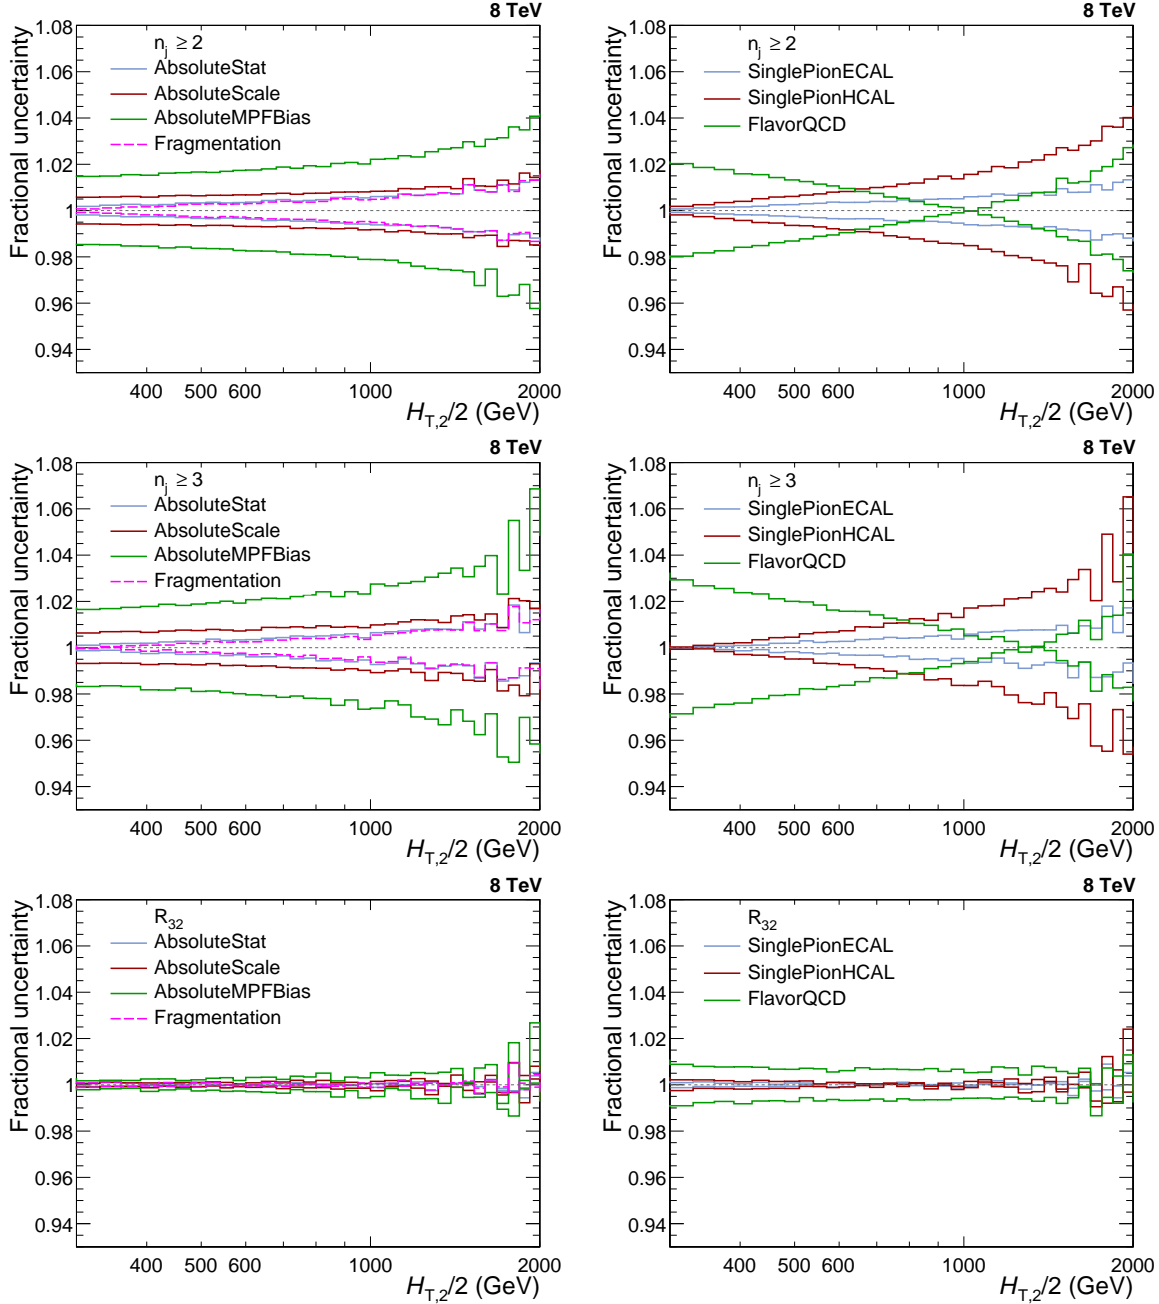 8 TeV
Fractional uncertainty
1.08
1.06
1.04
1.02
1
0.98
0.96
0.94
n_j ≥ 2
AbsoluteStat
AbsoluteScale
AbsoluteMPFBias
Fragmentation
400 500 600 1000 2000
H_T,2/2 (GeV)
8 TeV
Fractional uncertainty
1.08
1.06
1.04
1.02
1
0.98
0.96
0.94
n_j ≥ 2
SinglePionECAL
SinglePionHCAL
FlavorQCD
400 500 600 1000 2000
H_T,2/2 (GeV)
8 TeV
Fractional uncertainty
1.08
1.06
1.04
1.02
1
0.98
0.96
0.94
n_j ≥ 3
AbsoluteStat
AbsoluteScale
AbsoluteMPFBias
Fragmentation
400 500 600 1000 2000
H_T,2/2 (GeV)
8 TeV
Fractional uncertainty
1.08
1.06
1.04
1.02
1
0.98
0.96
0.94
n_j ≥ 3
SinglePionECAL
SinglePionHCAL
FlavorQCD
400 500 600 1000 2000
H_T,2/2 (GeV)
8 TeV
Fractional uncertainty
1.08
1.06
1.04
1.02
1
0.98
0.96
0.94
R_32
AbsoluteStat
AbsoluteScale
AbsoluteMPFBias
Fragmentation
400 500 600 1000 2000
H_T,2/2 (GeV)
8 TeV
Fractional uncertainty
1.08
1.06
1.04
1.02
1
0.98
0.96
0.94
R_32
SinglePionECAL
SinglePionHCAL
FlavorQCD
400 500 600 1000 2000
H_T,2/2 (GeV)